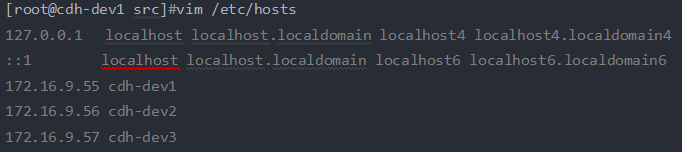 [root@cdh-dev1 src]#vim /etc/hosts
127.0.0.1 localhost localhost.localdomain localhost4 localhost4.localdomain4
::1 localhost localhost.localdomain localhost6 localhost6.localdomain6
172.16.9.55 cdh-dev1
172.16.9.56 cdh-dev2
172.16.9.57 cdh-dev3